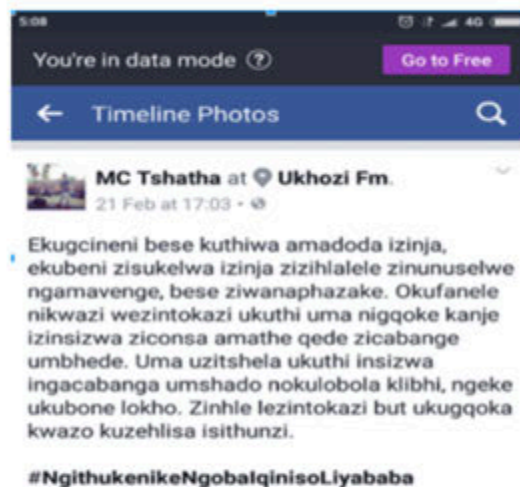 5:08
4G
You're in data mode ?
Go to Free
Timeline Photos
MC Tshatha at Ukhozi Fm.
21 Feb at 17:03 •
Ekugcineni bese kuthiwa amadoda izinja,
ekubeni zisukelwa izinja zizihlalele zinunuselwe
ngamavenge, bese ziwanaphazake. Okufanele
nikwazi wezintokazi ukuthi uma nigqoke kanje
izinsizwa ziconsa amathe qede zicabange
umbhede. Uma uzitshela ukuthi insizwa
ingacabanga umshado nokulobola klibhi, ngeke
ukubone lokho. Zinhle lezintokazi but ukugqoka
kwazo kuzehlisa isithunzi.
#NgithukenikeNgobaIqinisoLiyababa